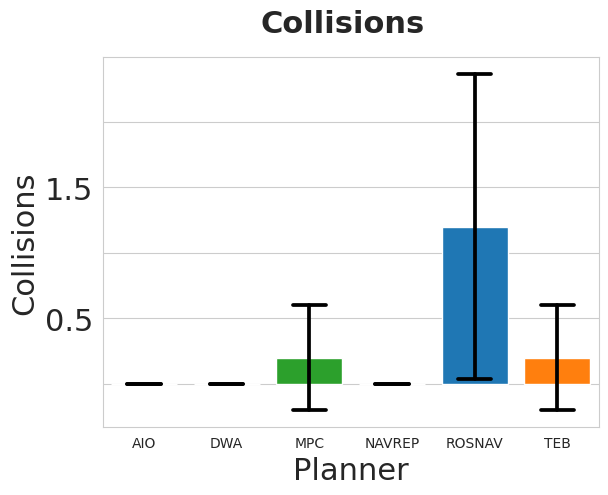 Collisions
Collisions
1.5
0.5
AIO DWA MPC NAVREP ROSNAV TEB
Planner